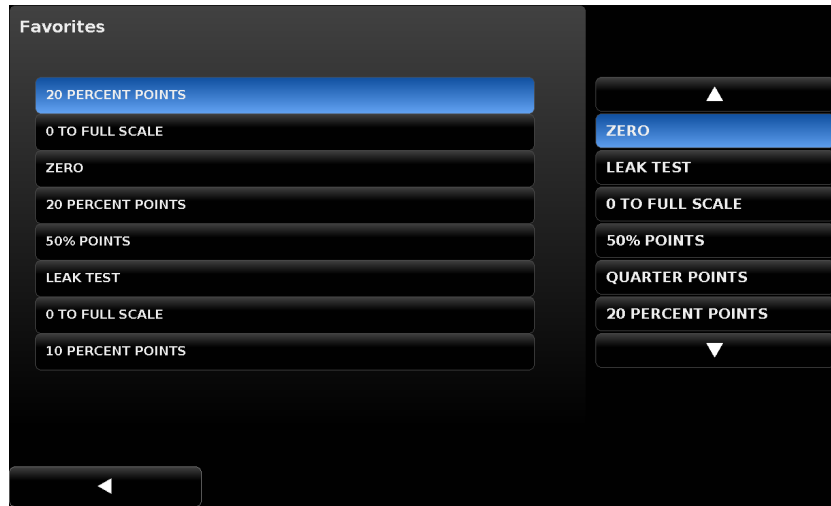 Favorites
20 PERCENT POINTS
0 TO FULL SCALE
ZERO
20 PERCENT POINTS
50% POINTS
LEAK TEST
0 TO FULL SCALE
10 PERCENT POINTS
ZERO
LEAK TEST
0 TO FULL SCALE
50% POINTS
QUARTER POINTS
20 PERCENT POINTS